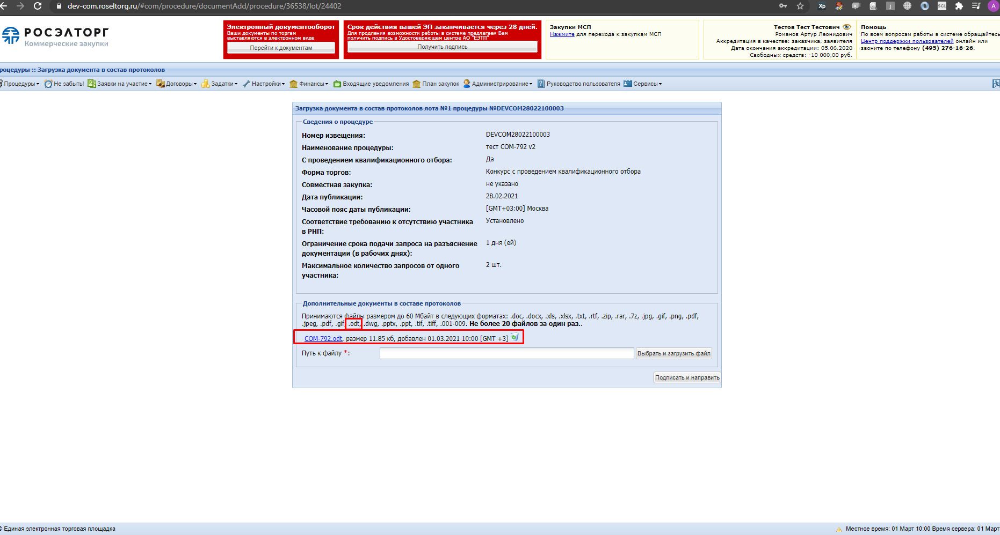 dev-com.roseltorg.ru/#com/procedure/documentAdd/procedure/36538/lot/24402
Xp
j
SCL
A
РОСЭЛТОРГ
Коммерческие закупки
Электронный документооборот
Ваши документы по торгам
выставляются в электронном виде
Перейти к документам
Срок действия вашей ЭП заканчивается через 28 дней.
Для продления возможности работы в системе предлагаем Вам
получить подпись в Удостоверяющем центре АО "ЕЭТП"
Получить подпись
Закупки МСП
Нажмите для перехода к закупкам МСП
Тестов Тест Тестович
Романов Артур Леонидович
Аккредитация в качестве: заказчика, заявителя
Дата окончания аккредитации: 05.06.2020
Свободных средств: -10 000,00 руб.
Помощь
По всем вопросам работы в системе обращайтесь
Центр поддержки пользователей онлайн или
звоните по телефону (495) 276-16-26.
роцедуры :: Загрузка документа в состав протоколов
Процедуры Не забыть! Заявки на участие Договоры Задатки Настройки Финансы Входящие уведомления План закупок Администрирование Руководство пользователя Сервисы
Загрузка документа в состав протоколов лота №1 процедуры №DEVCOM28022100003
Сведения о процедуре
Номер извещения: DEVCOM28022100003
Наименование процедуры: тест COM-792 v2
С проведением квалификационного отбора: Да
Форма торгов: Конкурс с проведением квалификационного отбора
Совместная закупка: не указано
Дата публикации: 28.02.2021
Часовой пояс даты публикации: [GMT+03:00] Москва
Соответствие требованию к отсутствию участника Установлено
в РНП:
Ограничение срока подачи запроса на разъяснение 1 дня (ей)
документации (в рабочих днях):
Максимальное количество запросов от одного 2 шт.
участника:
Дополнительные документы в составе протоколов
Принимаются файлы размером до 60 Мбайт в следующих форматах: .doc, .docx, .xls, .xlsx, .txt, .rtf, .zip, .rar, .7z, .jpg, .gif, .png, .pdf,
.jpeg, .pdf, .gif, .odt, .dwg, .pptx, .ppt, .tif, .tiff, .001-009. Не более 20 файлов за один раз..
COM-792.odt, размер 11.85 кб, добавлен 01.03.2021 10:00 [GMT +3]
Путь к файлу *:
Выбрать и загрузить файл
Подписать и направить
© Единая электронная торговая площадка
Местное время: 01 Март 10:00 Время сервера: 01 Март